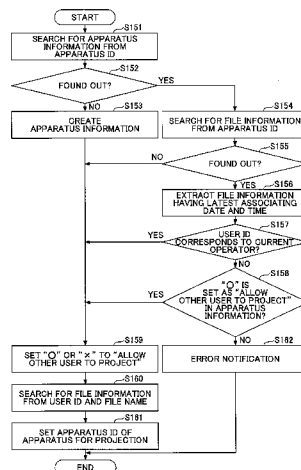 START
S151
SEARCH FOR APPARATUS
INFORMATION FROM
APPARATUS ID
S152
FOUND OUT?
YES
NO
S153
CREATE
APPARATUS INFORMATION
S154
SEARCH FOR FILE INFORMATION
FROM APPARATUS ID
S155
NO
FOUND OUT?
YES
S156
EXTRACT FILE INFORMATION
HAVING LATEST ASSOCIATING
DATE AND TIME
S157
YES
USER ID
CORRESPONDS TO CURRENT
OPERATOR?
NO
S158
YES
"○" IS
SET AS "ALLOW
OTHER USER TO PROJECT"
IN APPARATUS
INFORMATION?
NO
S159
SET "○" OR "×" TO "ALLOW
OTHER USER TO PROJECT"
S162
ERROR NOTIFICATION
S160
SEARCH FOR FILE INFORMATION
FROM USER ID AND FILE NAME
S161
SET APPARATUS ID OF
APPARATUS FOR PROJECTION
END